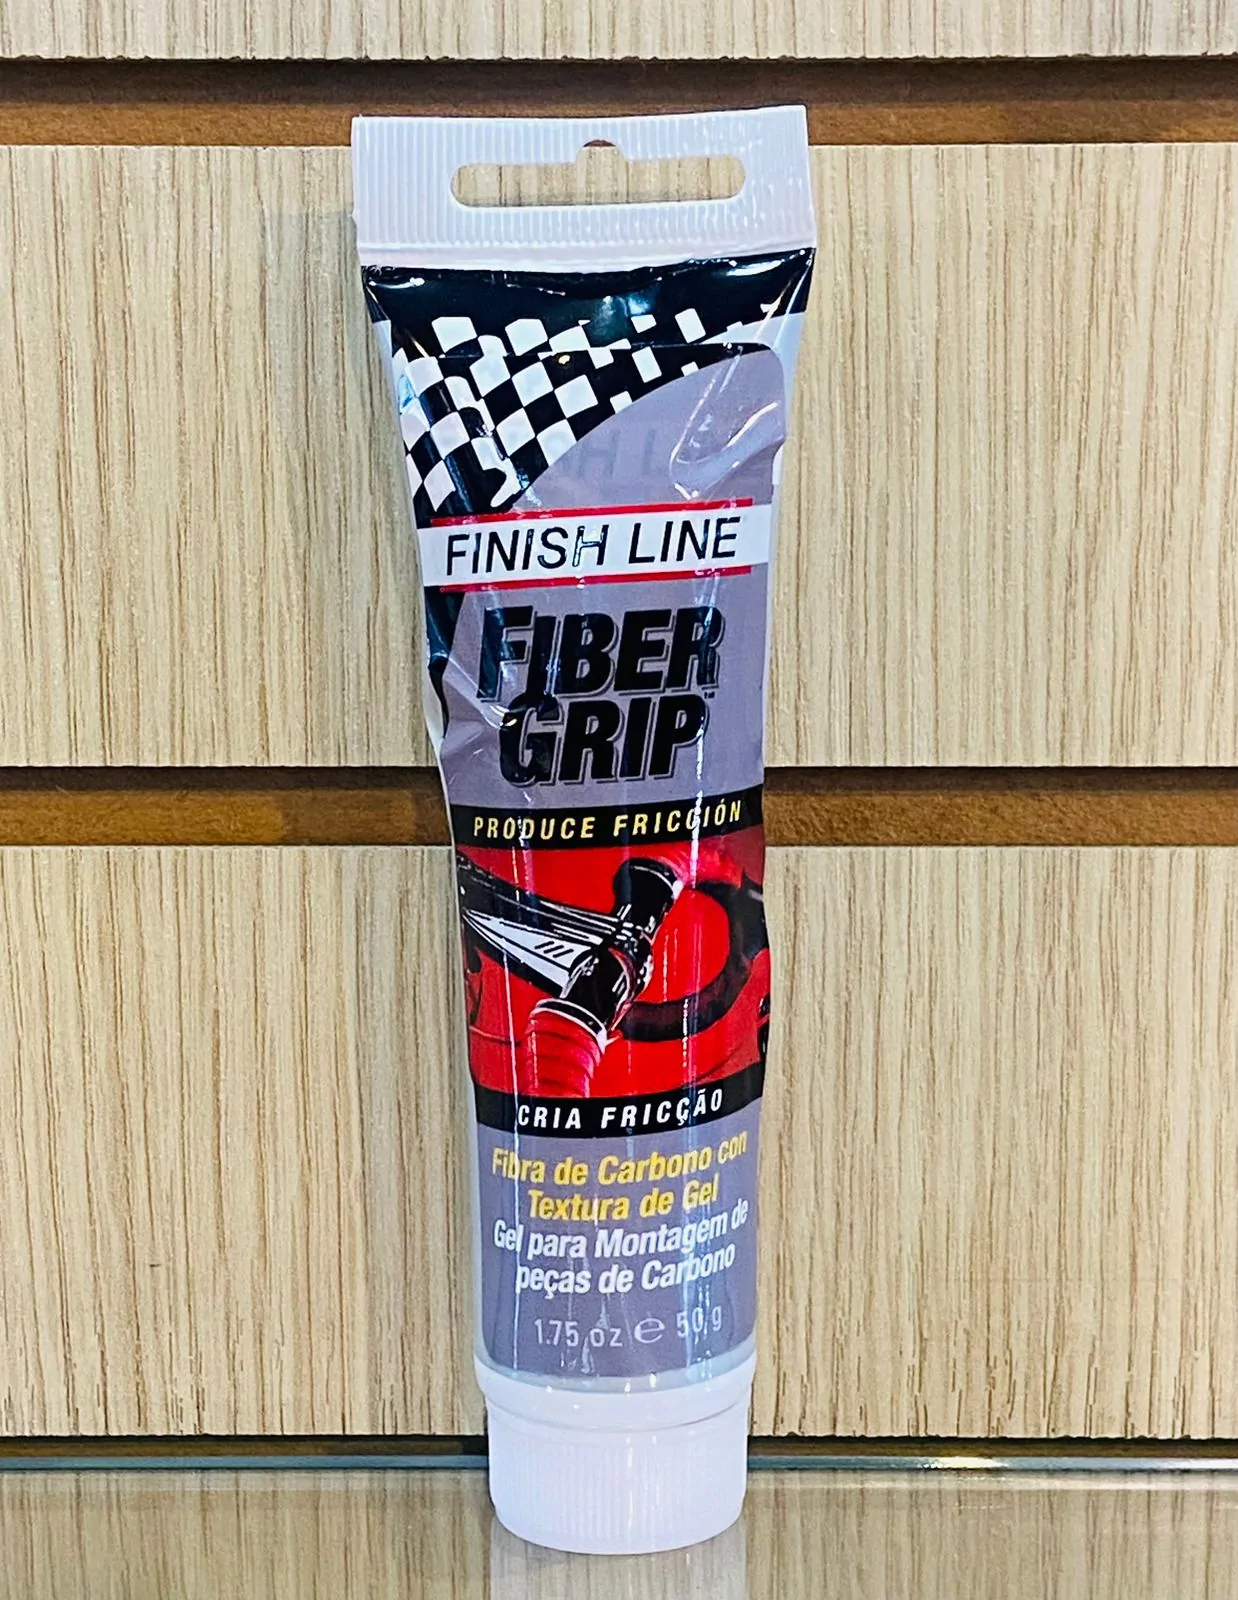 FINISH LINE
FIBER
GRIP™
PRODUCE FRICCIÓN
CRIA FRICÇÃO
Fibra de Carbono con
Textura de Gel
Gel para Montagem de
peças de Carbono
1.75 oz ℮ 50 g